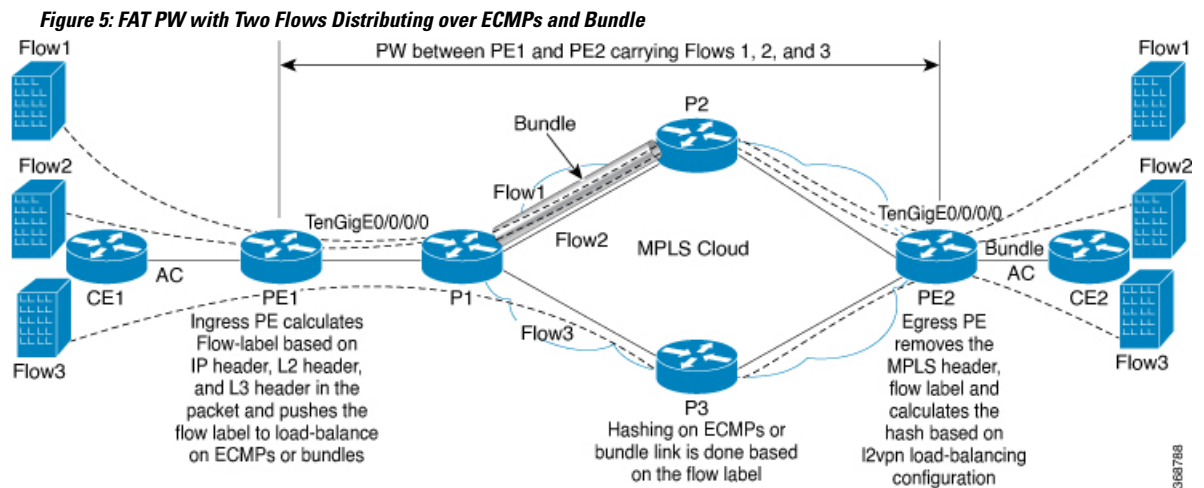 Figure 5: FAT PW with Two Flows Distributing over ECMPs and Bundle
Flow1
PW between PE1 and PE2 carrying Flows 1, 2, and 3
Flow1
P2
Bundle
Flow2
Flow1
Flow2
TenGigE0/0/0/0
TenGigE0/0/0/0
Flow2
MPLS Cloud
Bundle
AC
AC
CE1
PE1
P1
PE2
CE2
Flow3
Flow3
Flow3
Ingress PE calculates
Flow-label based on
IP header, L2 header,
and L3 header in the
packet and pushes the
flow label to load-balance
on ECMPs or bundles
P3
Hashing on ECMPs or
bundle link is done based
on the flow label
Egress PE
removes the
MPLS header,
flow label and
calculates the
hash based on
l2vpn load-balancing
configuration
368788